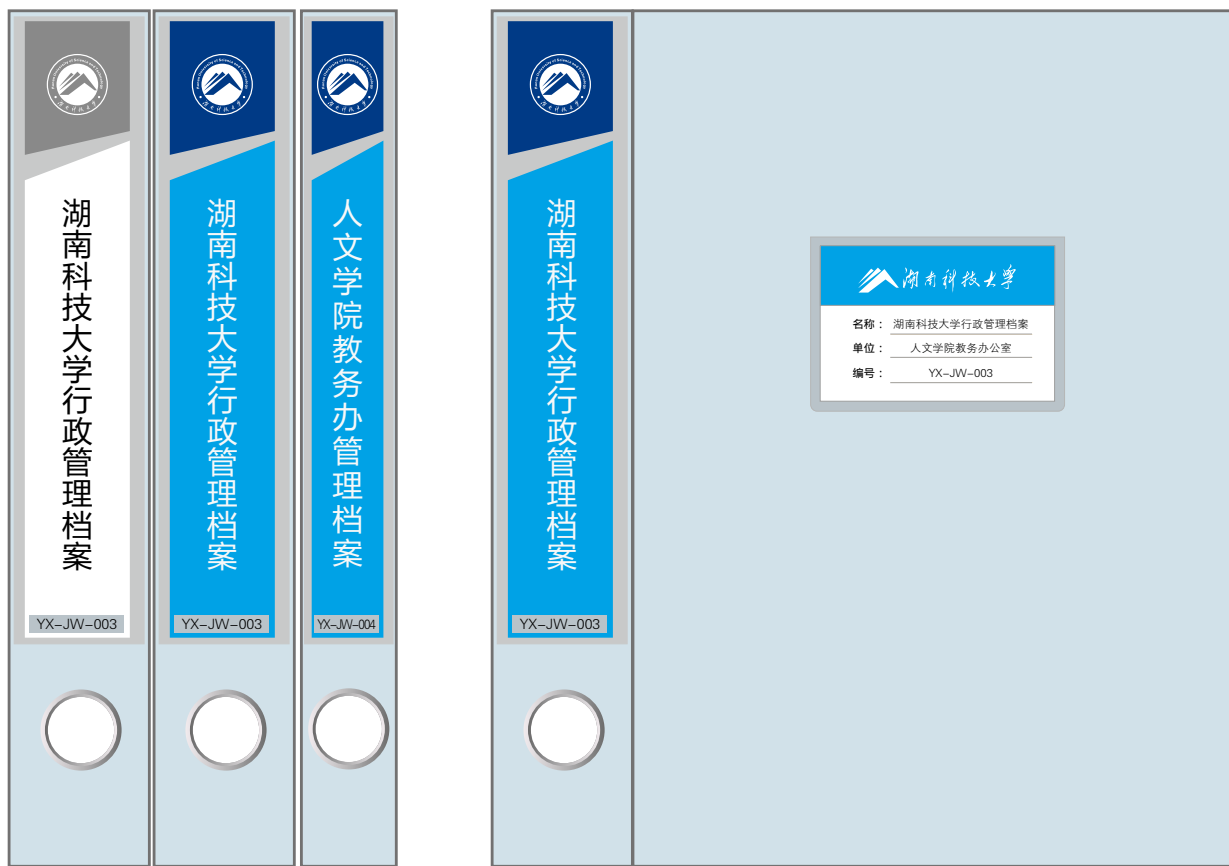 湖南科技大学行政管理档案
YX-JW-003
湖南科技大学行政管理档案
YX-JW-003
人文学院教务办管理档案
YX-JW-004
湖南科技大学行政管理档案
YX-JW-003
湖南科技大学
名称： 湖南科技大学行政管理档案
单位： 人文学院教务办公室
编号： YX-JW-003